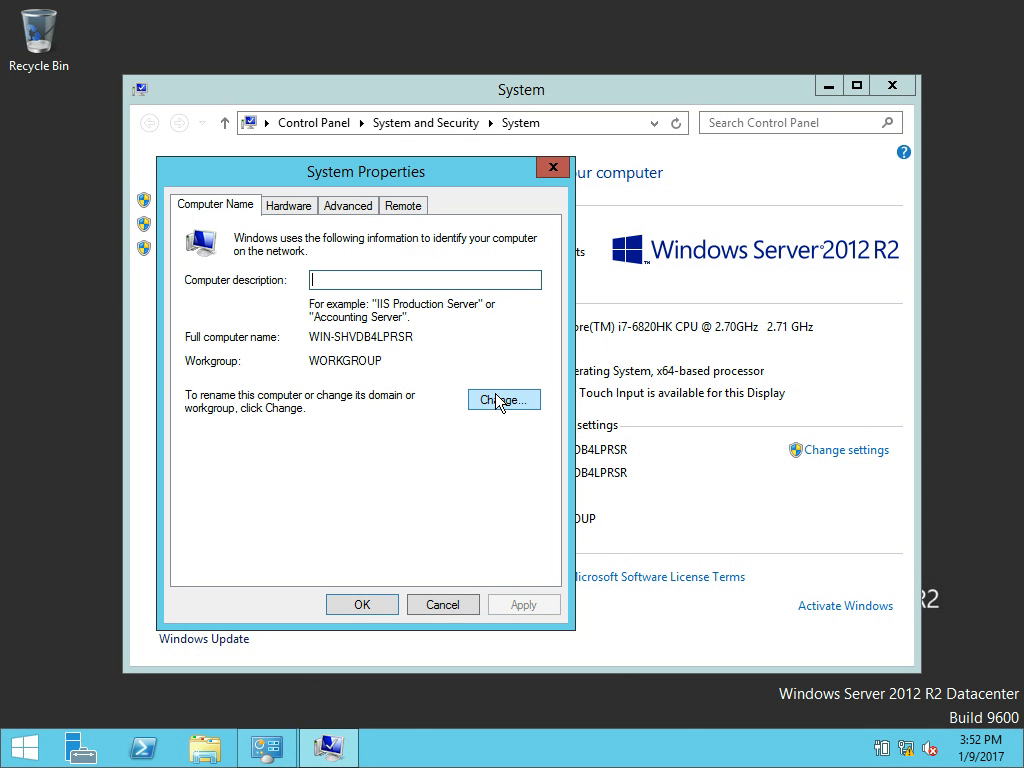 Recycle Bin
System
Control Panel
System and Security
System
Search Control Panel
ur computer
System Properties
Computer Name
Hardware
Advanced
Remote
Windows uses the following information to identify your computer
on the network.
Computer description:
For example: "IIS Production Server" or
"Accounting Server".
Full computer name:
WIN-SHVDB4LPRSR
Workgroup:
WORKGROUP
To rename this computer or change its domain or
workgroup, click Change.
Change...
OK
Cancel
Apply
ts
Windows Server 2012 R2
ore(TM) i7-6820HK CPU @ 2.70GHz 2.71 GHz
erating System, x64-based processor
Touch Input is available for this Display
settings
DB4LPRSR
Change settings
DB4LPRSR
OUP
icrosoft Software License Terms
Activate Windows
Windows Update
R2
Windows Server 2012 R2 Datacenter
Build 9600
3:52 PM
1/9/2017